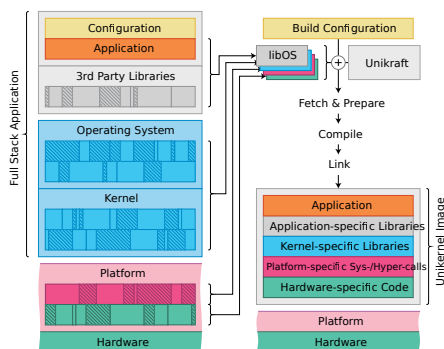 Full Stack Application
Configuration
Application
3rd Party Libraries
Operating System
Kernel
Platform
Hardware
Build Configuration
libOS
Unikraft
Fetch & Prepare
Compile
Link
Application
Application-specific Libraries
Kernel-specific Libraries
Platform-specific Sys-/Hyper-calls
Hardware-specific Code
Unikernel Image
Platform
Hardware